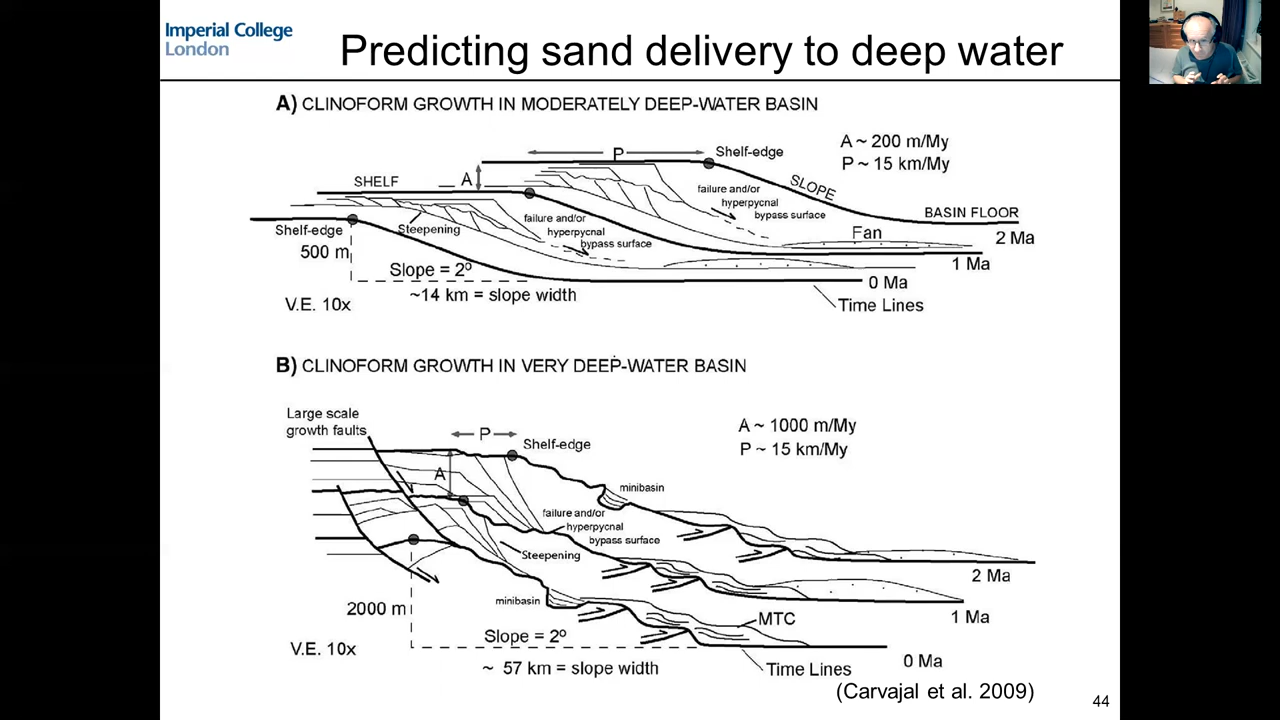 Imperial College
London
Predicting sand delivery to deep water
A) CLINOFORM GROWTH IN MODERATELY DEEP-WATER BASIN
A ~ 200 m/My
P ~ 15 km/My
P
Shelf-edge
SHELF
A
failure and/or
hyperpycnal
bypass surface
SLOPE
BASIN FLOOR
Shelf-edge
Steepening
failure and/or
hyperpycnal
bypass surface
Fan
2 Ma
500 m
1 Ma
Slope = 2º
0 Ma
~14 km = slope width
V.E. 10x
Time Lines
B) CLINOFORM GROWTH IN VERY DEEP-WATER BASIN
Large scale
growth faults
A ~ 1000 m/My
P ~ 15 km/My
P
Shelf-edge
A
minibasin
failure and/or
hyperpycnal
bypass surface
Steepening
2 Ma
minibasin
2000 m
1 Ma
MTC
Slope = 2º
V.E. 10x
0 Ma
~ 57 km = slope width
Time Lines
(Carvajal et al. 2009)
44